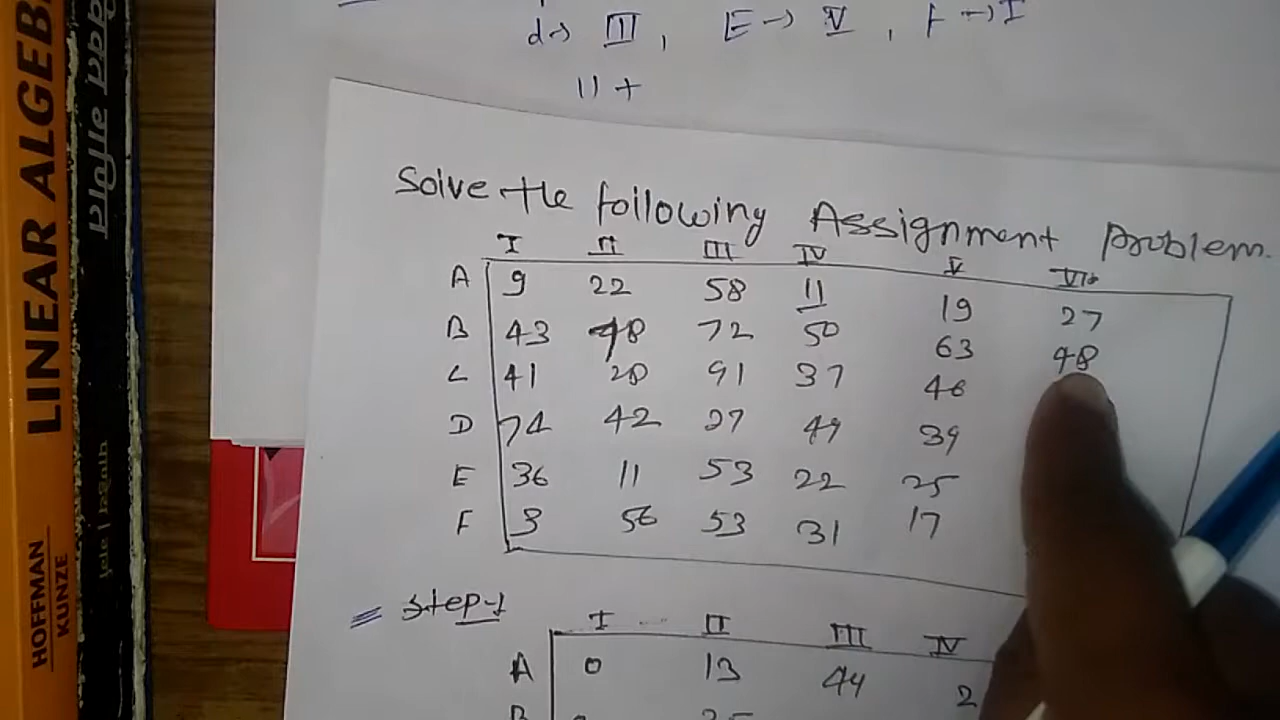 LINEAR ALGEB
HOFFMAN
KUNZE
d→ III, E→ V, F→I
11+
Solve the following Assignment Problem.
I II III IV V VI
A 9 22 58 11 19 27
B 43 78 72 50 63 48
C 41 28 91 37 46
D 74 42 27 49 39
E 36 11 53 22 25
F 3 56 53 31 17
Step-1
I II III IV
A 0 13 44 2